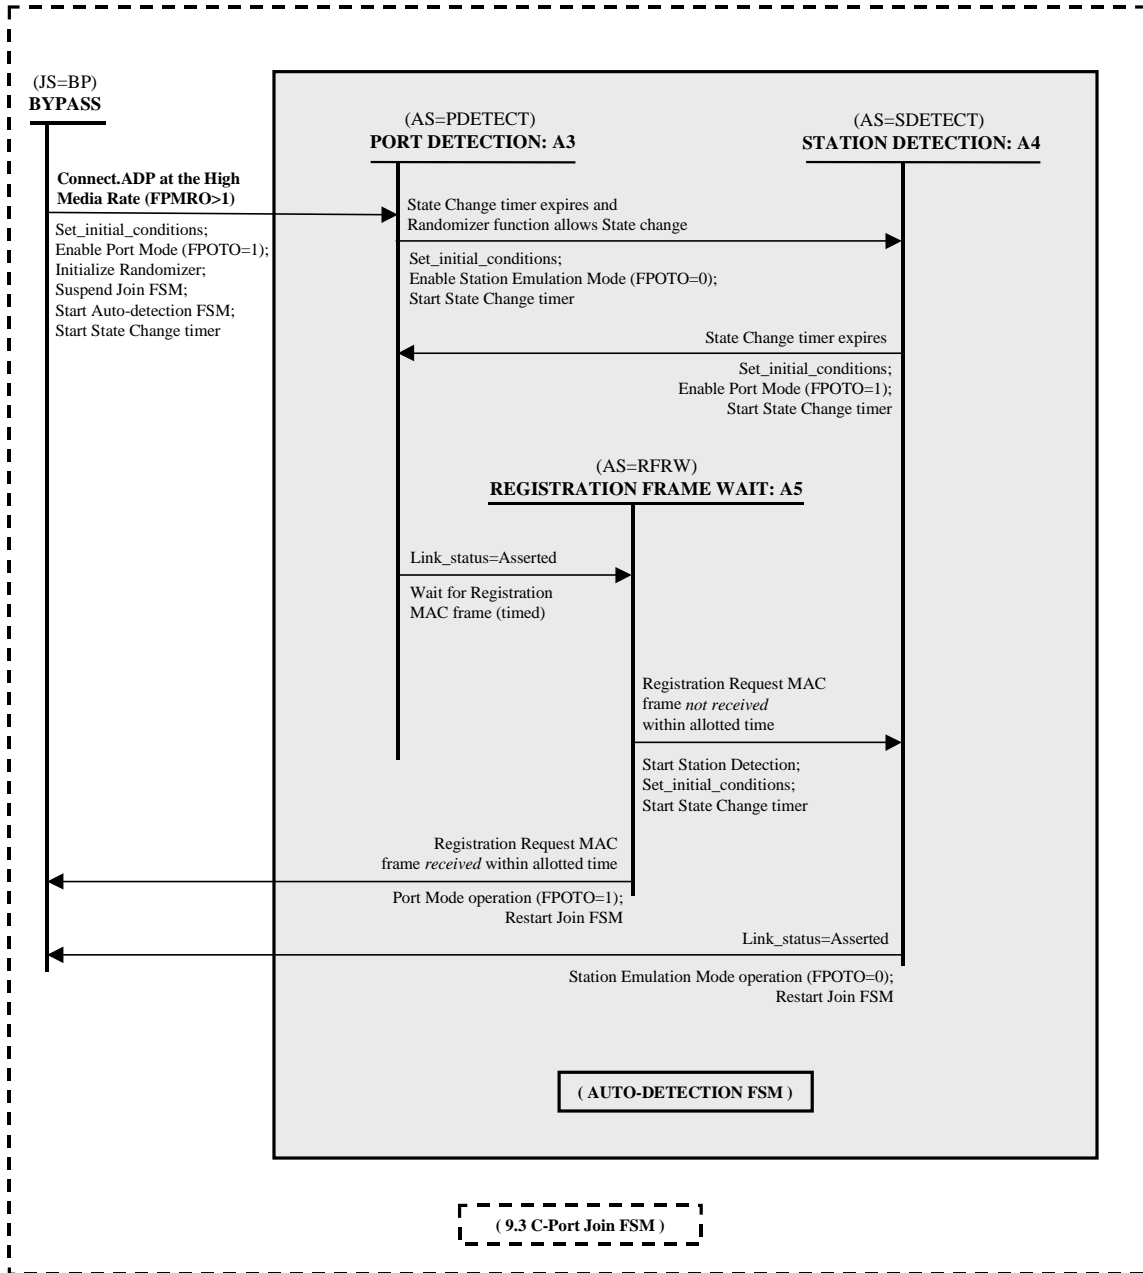 (JS=BP)
BYPASS
(AS=PDETECT)
PORT DETECTION: A3
(AS=SDETECT)
STATION DETECTION: A4
Connect.ADP at the High
Media Rate (FPMRO>1)
Set_initial_conditions;
Enable Port Mode (FPOTO=1);
Initialize Randomizer;
Suspend Join FSM;
Start Auto-detection FSM;
Start State Change timer
State Change timer expires and
Randomizer function allows State change
Set_initial_conditions;
Enable Station Emulation Mode (FPOTO=0);
Start State Change timer
State Change timer expires
Set_initial_conditions;
Enable Port Mode (FPOTO=1);
Start State Change timer
(AS=RFRW)
REGISTRATION FRAME WAIT: A5
Link_status=Asserted
Wait for Registration
MAC frame (timed)
Registration Request MAC
frame not received
within allotted time
Start Station Detection;
Set_initial_conditions;
Start State Change timer
Registration Request MAC
frame received within allotted time
Port Mode operation (FPOTO=1);
Restart Join FSM
Link_status=Asserted
Station Emulation Mode operation (FPOTO=0);
Restart Join FSM
( AUTO-DETECTION FSM )
( 9.3 C-Port Join FSM )